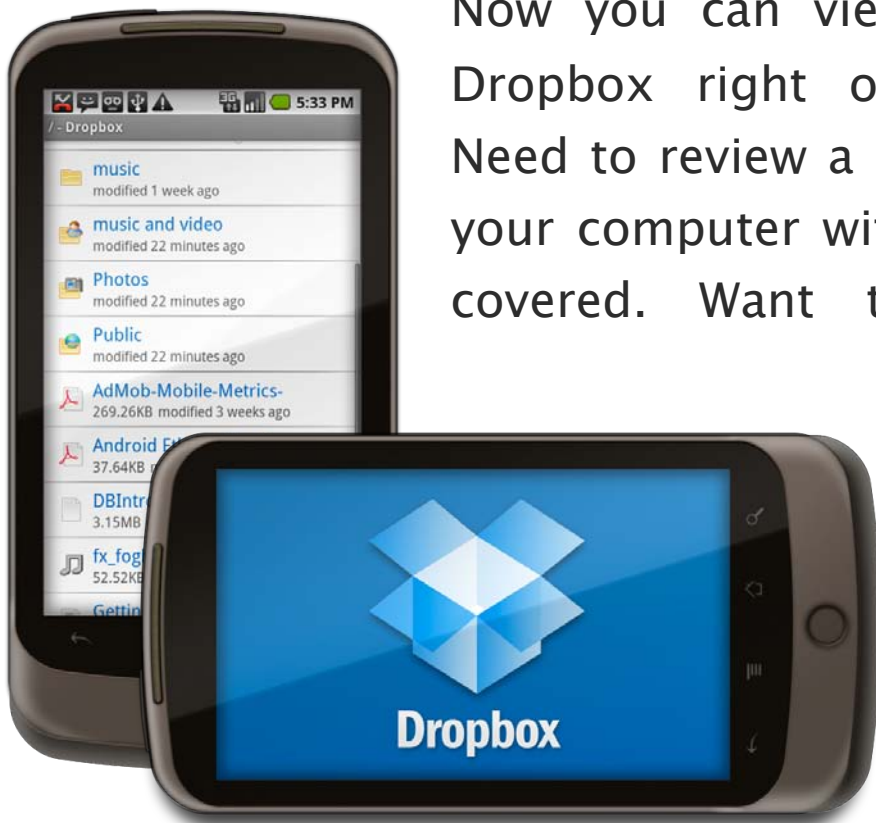 Now you can vie
Dropbox right o
Need to review a
your computer wi
covered. Want t
3G 5:33 PM
/ - Dropbox
music
modified 1 week ago
music and video
modified 22 minutes ago
Photos
modified 22 minutes ago
Public
modified 22 minutes ago
AdMob-Mobile-Metrics-
269.26KB modified 3 weeks ago
Android E
37.64KB
DBIntr
3.15MB
fx_fog
52.52KB
Gettin
Dropbox